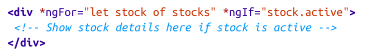 <div *ngFor="let stock of stocks" *ngIf="stock.active">
<!-- Show stock details here if stock is active -->
</div>